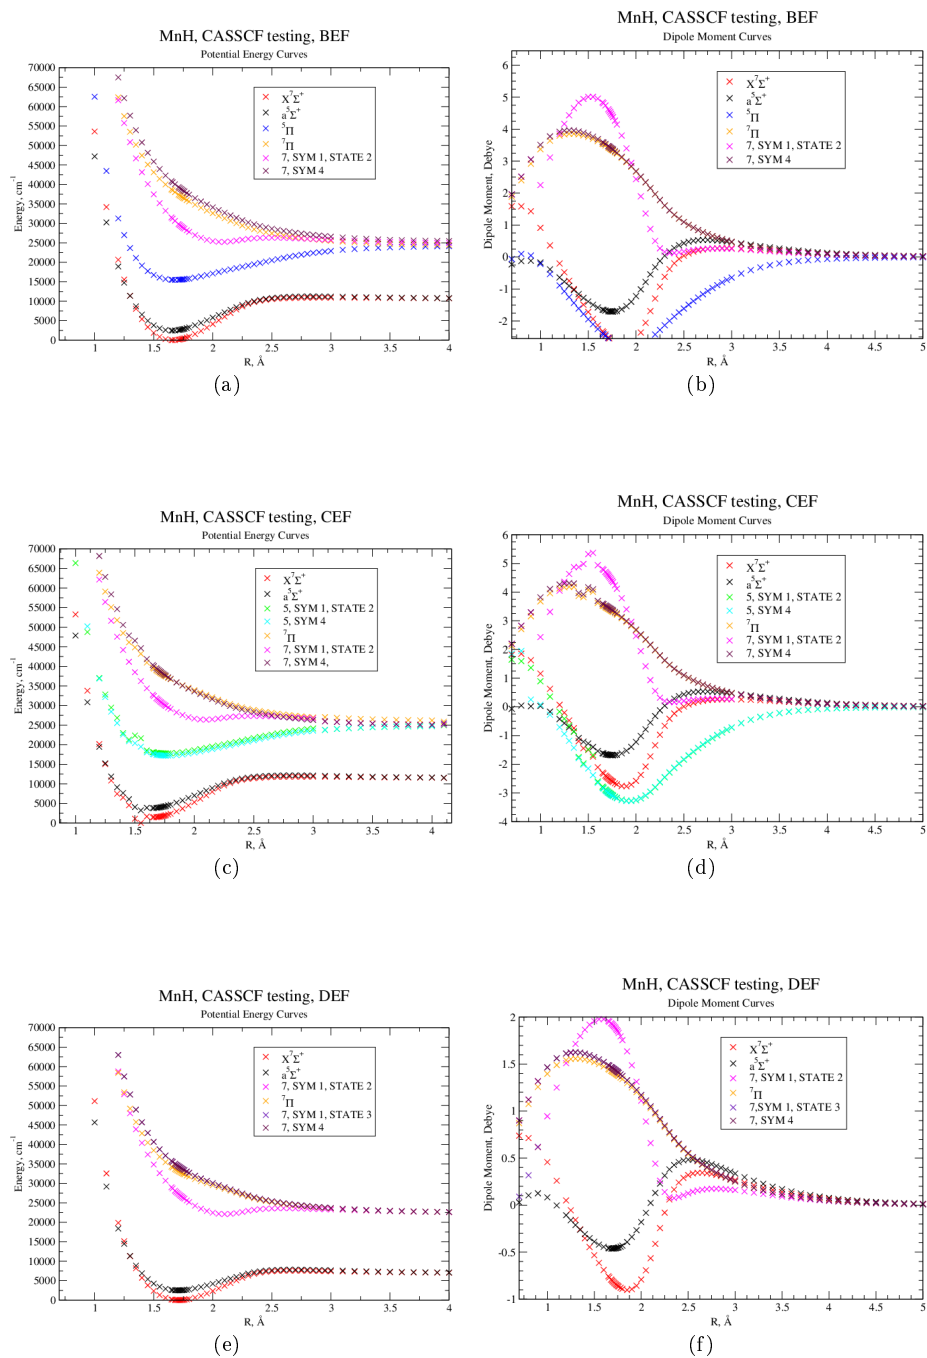 MnH, CASSCF testing, BEF
Potential Energy Curves
70000
65000
60000
55000
50000
45000
40000
35000
30000
25000
20000
15000
10000
5000
0
Energy, cm⁻¹
X⁷Σ⁺
a⁵Σ⁺
⁵Π
⁷Π
7, SYM 1, STATE 2
7, SYM 4
1 1.5 2 2.5 3 3.5 4
R, Å
(a)
MnH, CASSCF testing, BEF
Dipole Moment Curves
6
5
4
3
2
1
0
-1
-2
Dipole Moment, Debye
X⁷Σ⁺
a⁵Σ⁺
⁵Π
⁷Π
7, SYM 1, STATE 2
7, SYM 4
1 1.5 2 2.5 3 3.5 4 4.5 5
R, Å
(b)
MnH, CASSCF testing, CEF
Potential Energy Curves
70000
65000
60000
55000
50000
45000
40000
35000
30000
25000
20000
15000
10000
5000
0
Energy, cm⁻¹
X⁷Σ⁺
a⁵Σ⁺
5, SYM 1, STATE 2
5, SYM 4
⁷Π
7, SYM 1, STATE 2
7, SYM 4,
1 1.5 2 2.5 3 3.5 4
R, Å
(c)
MnH, CASSCF testing, CEF
Dipole Moment Curves
6
5
4
3
2
1
0
-1
-2
-3
-4
Dipole Moment, Debye
X⁷Σ⁺
a⁵Σ⁺
5, SYM 1, STATE 2
5, SYM 4
⁷Π
7, SYM 1, STATE 2
7, SYM 4
1 1.5 2 2.5 3 3.5 4 4.5 5
R, Å
(d)
MnH, CASSCF testing, DEF
Potential Energy Curves
70000
65000
60000
55000
50000
45000
40000
35000
30000
25000
20000
15000
10000
5000
0
Energy, cm⁻¹
X⁷Σ⁺
a⁵Σ⁺
7, SYM 1, STATE 2
⁷Π
7, SYM 1, STATE 3
7, SYM 4
1 1.5 2 2.5 3 3.5 4
R, Å
(e)
MnH, CASSCF testing, DEF
Dipole Moment Curves
2
1.5
1
0.5
0
-0.5
-1
Dipole Moment, Debye
X⁷Σ⁺
a⁵Σ⁺
7, SYM 1, STATE 2
⁷Π
7,SYM 1, STATE 3
7, SYM 4
1 1.5 2 2.5 3 3.5 4 4.5 5
R, Å
(f)